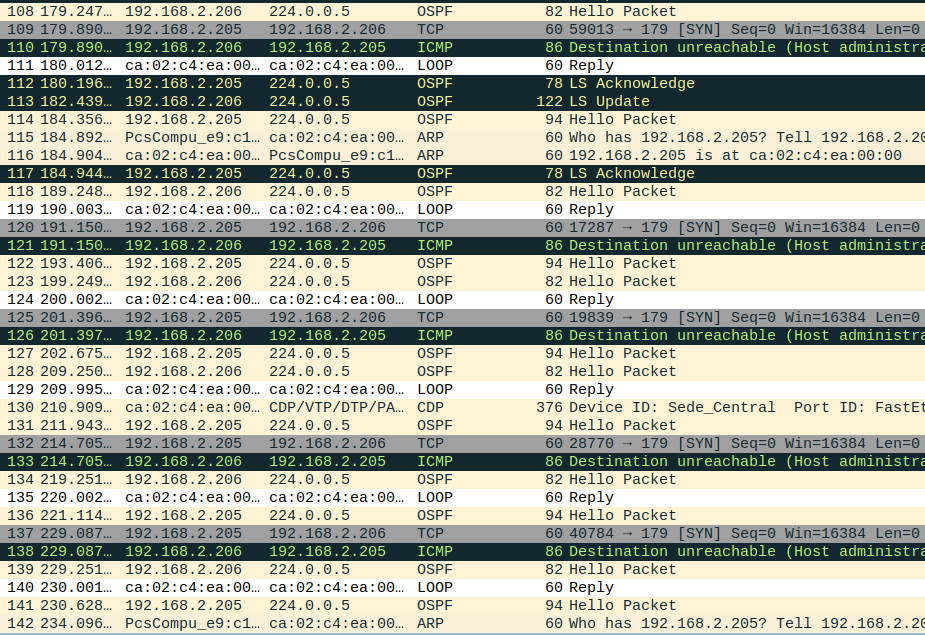 108 179.247… 192.168.2.206 224.0.0.5 OSPF 82 Hello Packet
109 179.890… 192.168.2.205 192.168.2.206 TCP 60 59013 → 179 [SYN] Seq=0 Win=16384 Len=0
110 179.890… 192.168.2.206 192.168.2.205 ICMP 86 Destination unreachable (Host administra
111 180.012… ca:02:c4:ea:00… ca:02:c4:ea:00… LOOP 60 Reply
112 180.196… 192.168.2.205 224.0.0.5 OSPF 78 LS Acknowledge
113 182.439… 192.168.2.206 224.0.0.5 OSPF 122 LS Update
114 184.356… 192.168.2.205 224.0.0.5 OSPF 94 Hello Packet
115 184.892… PcsCompu_e9:c1… ca:02:c4:ea:00… ARP 60 Who has 192.168.2.205? Tell 192.168.2.20
116 184.904… ca:02:c4:ea:00… PcsCompu_e9:c1… ARP 60 192.168.2.205 is at ca:02:c4:ea:00:00
117 184.944… 192.168.2.205 224.0.0.5 OSPF 78 LS Acknowledge
118 189.248… 192.168.2.206 224.0.0.5 OSPF 82 Hello Packet
119 190.003… ca:02:c4:ea:00… ca:02:c4:ea:00… LOOP 60 Reply
120 191.150… 192.168.2.205 192.168.2.206 TCP 60 17287 → 179 [SYN] Seq=0 Win=16384 Len=0
121 191.150… 192.168.2.206 192.168.2.205 ICMP 86 Destination unreachable (Host administra
122 193.406… 192.168.2.205 224.0.0.5 OSPF 94 Hello Packet
123 199.249… 192.168.2.206 224.0.0.5 OSPF 82 Hello Packet
124 200.002… ca:02:c4:ea:00… ca:02:c4:ea:00… LOOP 60 Reply
125 201.396… 192.168.2.205 192.168.2.206 TCP 60 19839 → 179 [SYN] Seq=0 Win=16384 Len=0
126 201.397… 192.168.2.206 192.168.2.205 ICMP 86 Destination unreachable (Host administra
127 202.675… 192.168.2.205 224.0.0.5 OSPF 94 Hello Packet
128 209.250… 192.168.2.206 224.0.0.5 OSPF 82 Hello Packet
129 209.995… ca:02:c4:ea:00… ca:02:c4:ea:00… LOOP 60 Reply
130 210.909… ca:02:c4:ea:00… CDP/VTP/DTP/PA… CDP 376 Device ID: Sede_Central Port ID: FastEt
131 211.943… 192.168.2.205 224.0.0.5 OSPF 94 Hello Packet
132 214.705… 192.168.2.205 192.168.2.206 TCP 60 28770 → 179 [SYN] Seq=0 Win=16384 Len=0
133 214.705… 192.168.2.206 192.168.2.205 ICMP 86 Destination unreachable (Host administra
134 219.251… 192.168.2.206 224.0.0.5 OSPF 82 Hello Packet
135 220.002… ca:02:c4:ea:00… ca:02:c4:ea:00… LOOP 60 Reply
136 221.114… 192.168.2.205 224.0.0.5 OSPF 94 Hello Packet
137 229.087… 192.168.2.205 192.168.2.206 TCP 60 40784 → 179 [SYN] Seq=0 Win=16384 Len=0
138 229.087… 192.168.2.206 192.168.2.205 ICMP 86 Destination unreachable (Host administra
139 229.251… 192.168.2.206 224.0.0.5 OSPF 82 Hello Packet
140 230.001… ca:02:c4:ea:00… ca:02:c4:ea:00… LOOP 60 Reply
141 230.628… 192.168.2.205 224.0.0.5 OSPF 94 Hello Packet
142 234.096… PcsCompu_e9:c1… ca:02:c4:ea:00… ARP 60 Who has 192.168.2.205? Tell 192.168.2.20